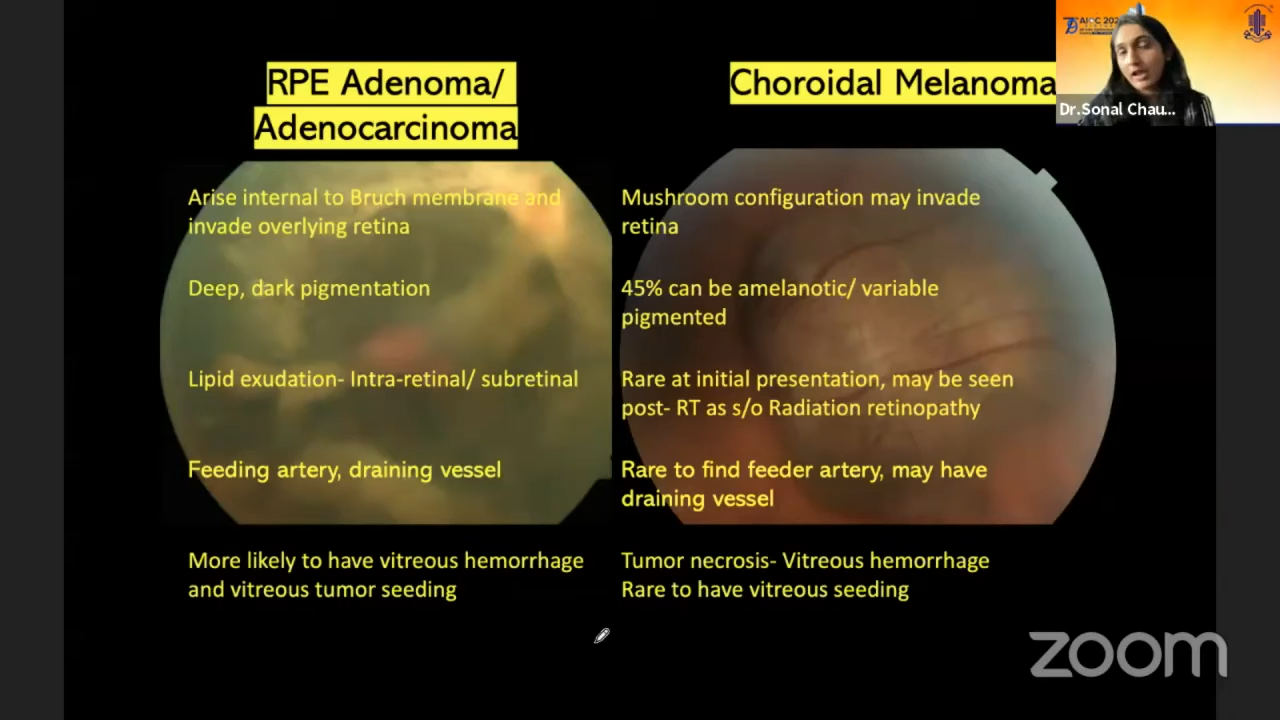 RPE Adenoma/
Adenocarcinoma
Arise internal to Bruch membrane and
invade overlying retina
Deep, dark pigmentation
Lipid exudation- Intra-retinal/ subretinal
Feeding artery, draining vessel
More likely to have vitreous hemorrhage
and vitreous tumor seeding
Choroidal Melanoma
Mushroom configuration may invade
retina
45% can be amelanotic/ variable
pigmented
Rare at initial presentation, may be seen
post- RT as s/o Radiation retinopathy
Rare to find feeder artery, may have
draining vessel
Tumor necrosis- Vitreous hemorrhage
Rare to have vitreous seeding
Dr.Sonal Chau...
zoom